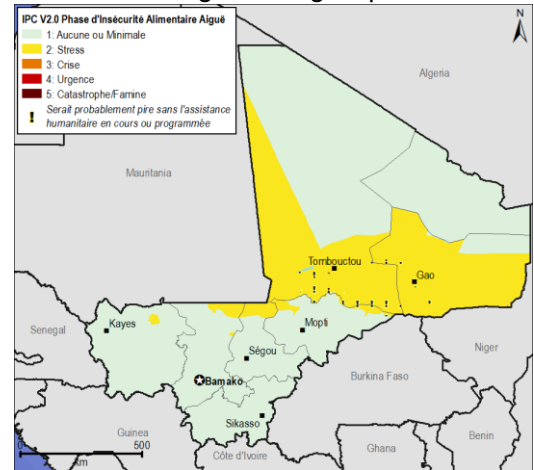 IPC V2.0 Phase d'Insécurité Alimentaire Aiguë
1: Aucune ou Minimale
2: Stress
3: Crise
4: Urgence
5: Catastrophe/Famine
! Serait probablement pire sans l'assistance
humanitaire en cours ou programmée
N
Algeria
Mauritania
Tombouctou
Gao
Senegal
Kayes
Mopti
Ségou
Niger
Bamako
Burkina Faso
Sikasso
Guinea
Benin
0 500
Km
Côte d'Ivoire
Ghana